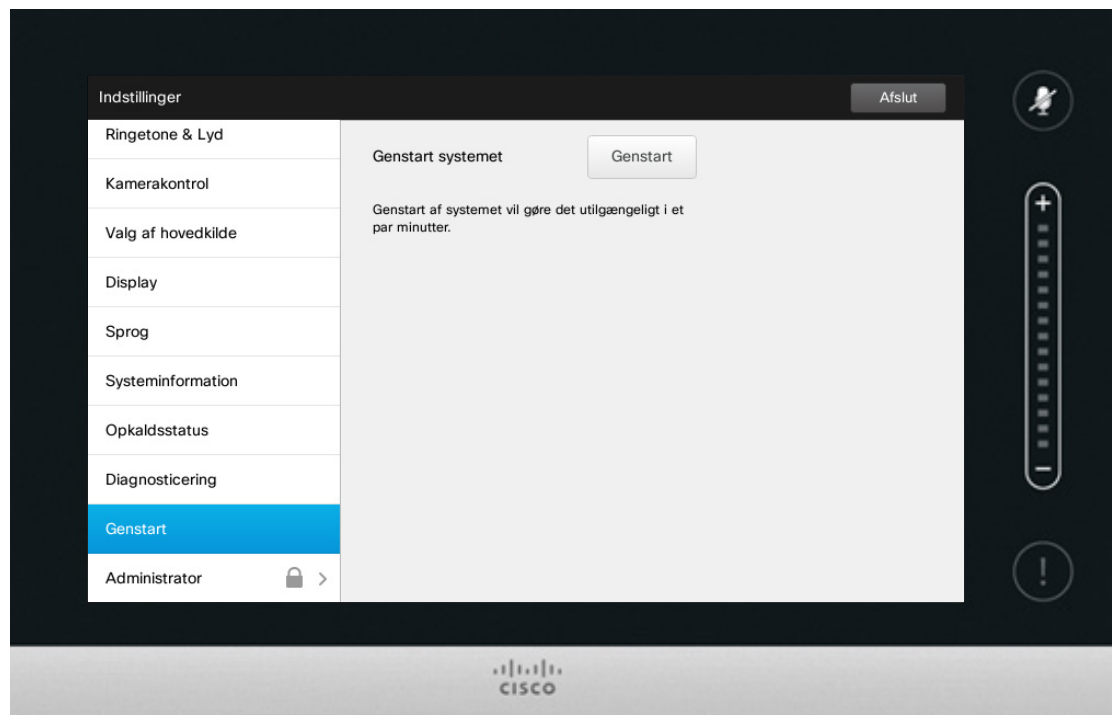 Indstillinger
Afslut
Ringetone & Lyd
Kamerakontrol
Valg af hovedkilde
Display
Sprog
Systeminformation
Opkaldsstatus
Diagnosticering
Genstart
Administrator
Genstart systemet
Genstart
Genstart af systemet vil gøre det utilgængeligt i et
par minutter.
CISCO